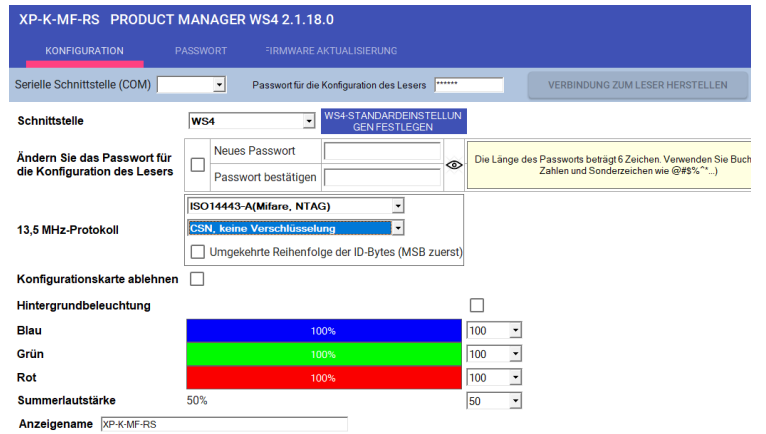 XP-K-MF-RS PRODUCT MANAGER WS4 2.1.18.0
KONFIGURATION PASSWORT FIRMWARE AKTUALISIERUNG
Serielle Schnittstelle (COM) Passwort für die Konfiguration des Lesers ****** VERBINDUNG ZUM LESER HERSTELLEN
Schnittstelle WS4 WS4-STANDARDEINSTELLUN
GEN FESTLEGEN
Ändern Sie das Passwort für
die Konfiguration des Lesers
Neues Passwort
Passwort bestätigen
Die Länge des Passworts beträgt 6 Zeichen. Verwenden Sie Buch
Zahlen und Sonderzeichen wie @#$%^*...)
13,5 MHz-Protokoll
ISO14443-A(Mifare, NTAG)
CSN, keine Verschlüsselung
Umgekehrte Reihenfolge der ID-Bytes (MSB zuerst)
Konfigurationskarte ablehnen
Hintergrundbeleuchtung
Blau 100% 100
Grün 100% 100
Rot 100% 100
Summerlautstärke 50% 50
Anzeigename XP-K-MF-RS